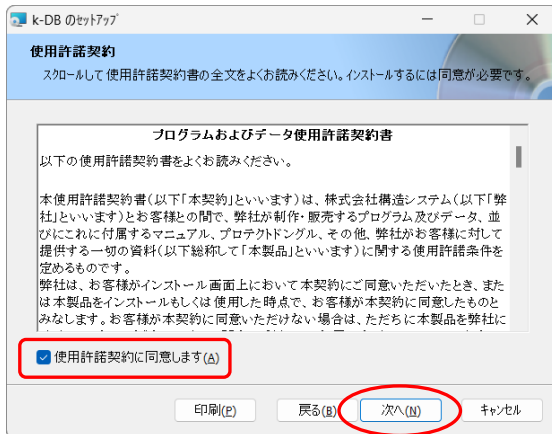 k-DB のｾｯﾄｱｯﾌﾟ
使用許諾契約
ｽｸﾛｰﾙして使用許諾契約書の全文をよくお読みください。ｲﾝｽﾄｰﾙするには同意が必要です。
プログラムおよびデータ使用許諾契約書
以下の使用許諾契約書をよくお読みください。
本使用許諾契約書(以下「本契約」といいます)は、株式会社構造システム(以下「弊
社」といいます)とお客様との間で、弊社が制作・販売するプログラム及びデータ、並
びにこれに付属するマニュアル、プロテクトドングル、その他、弊社がお客様に対して
提供する一切の資料(以下総称して「本製品」といいます)に関する使用許諾条件を
定めるものです。
弊社は、お客様がインストール画面上において本契約にご同意いただいたとき、また
は本製品をインストールもしくは使用した時点で、お客様が本契約に同意したものと
みなします。お客様が本契約に同意いただけない場合は、ただちに本製品を弊社に
使用許諾契約に同意します(A)
印刷(P) 戻る(B) 次へ(N) ｷｬﾝｾﾙ